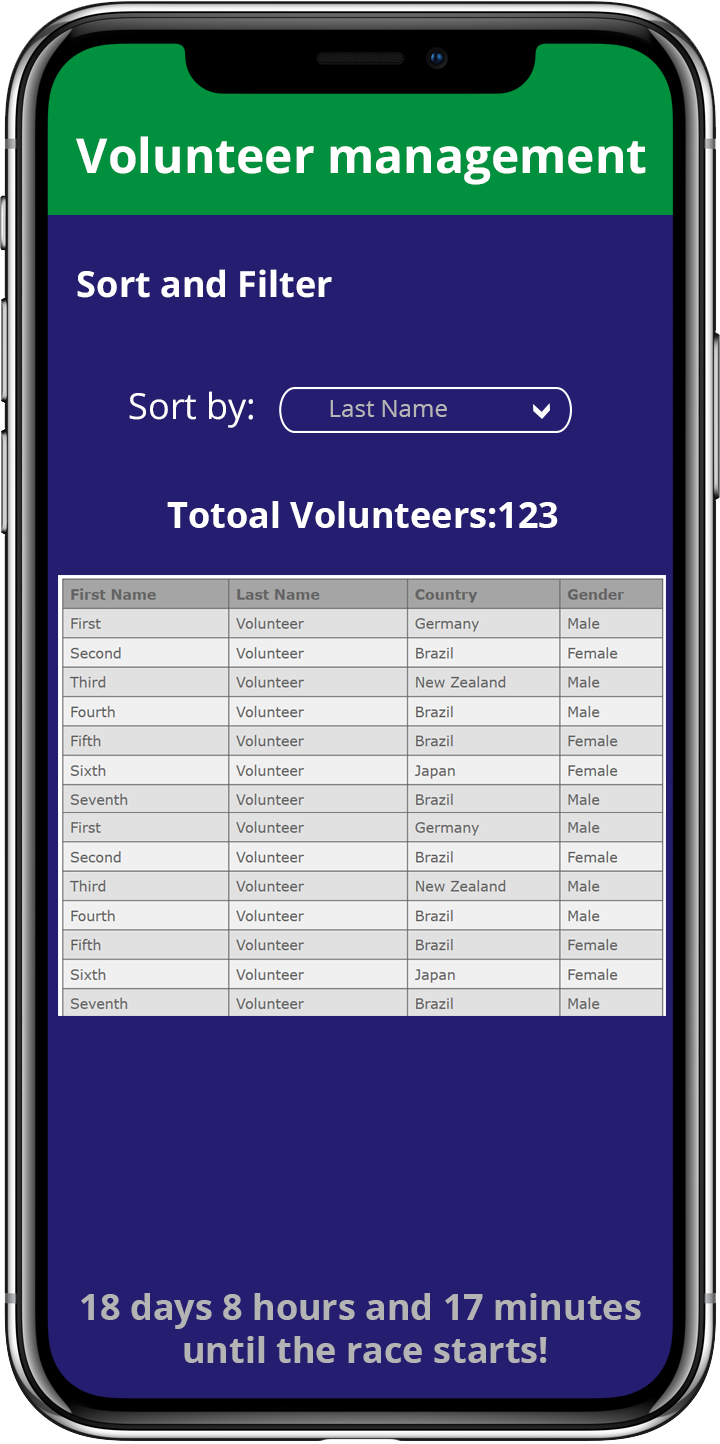 Volunteer management
Sort and Filter
Sort by: Last Name
Totoal Volunteers:123
First Name Last Name Country Gender
First Volunteer Germany Male
Second Volunteer Brazil Female
Third Volunteer New Zealand Male
Fourth Volunteer Brazil Male
Fifth Volunteer Brazil Female
Sixth Volunteer Japan Female
Seventh Volunteer Brazil Male
First Volunteer Germany Male
Second Volunteer Brazil Female
Third Volunteer New Zealand Male
Fourth Volunteer Brazil Male
Fifth Volunteer Brazil Female
Sixth Volunteer Japan Female
Seventh Volunteer Brazil Male
18 days 8 hours and 17 minutes
until the race starts!